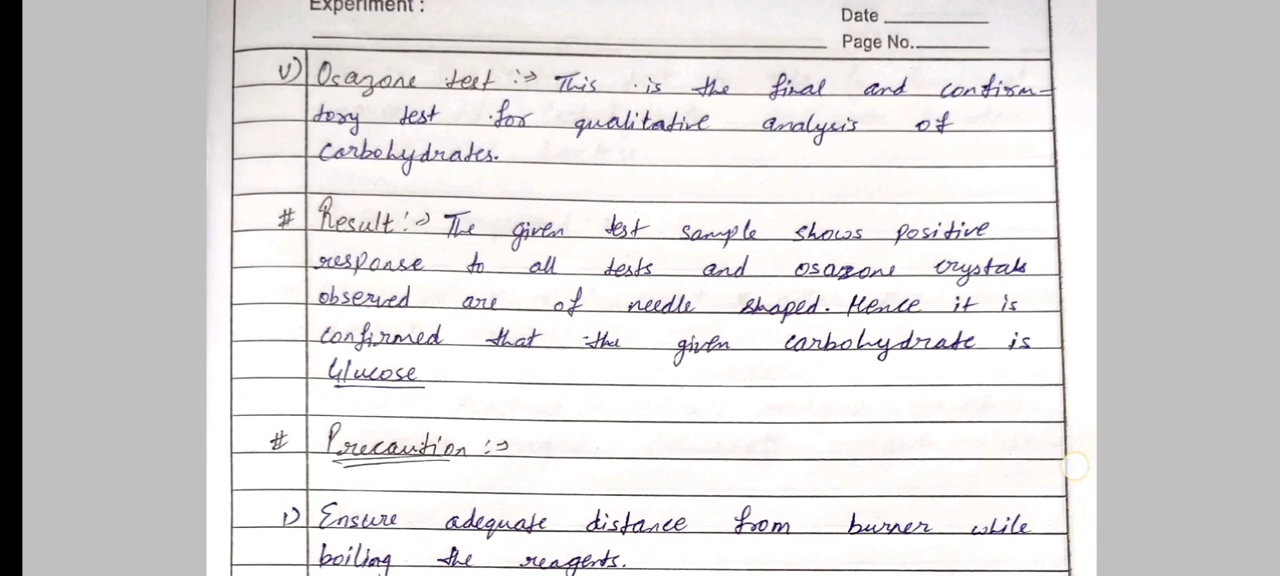 Experiment :
Date
Page No.
v) Osazone test :→ This is the final and confirm-
tory test for qualitative analysis of
carbohydrates.
# Result :→ The given test sample shows positive
response to all tests and osazone crystals
observed are of needle shaped. Hence it is
confirmed that the given carbohydrate is
Glucose
# Precaution :→
1) Ensure adequate distance from burner while
boiling the reagents.